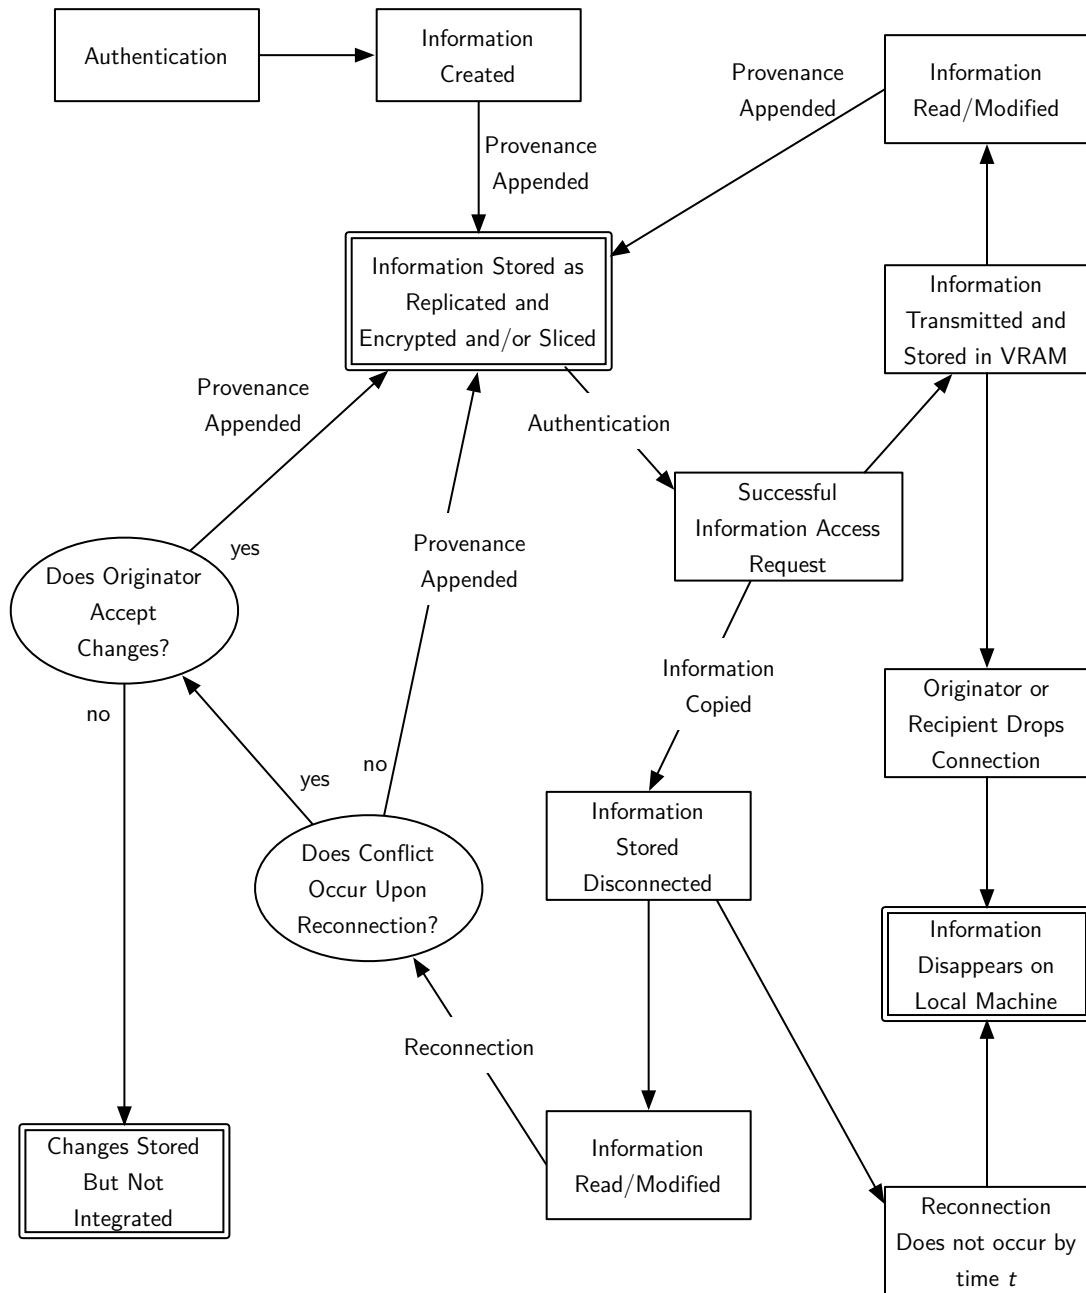 Authentication
Information
Created
Provenance
Appended
Information
Read/Modified
Provenance
Appended
Information Stored as
Replicated and
Encrypted and/or Sliced
Information
Transmitted and
Stored in VRAM
Provenance
Appended
Authentication
Successful
Information Access
Request
Provenance
Appended
yes
Does Originator
Accept
Changes?
no
Information
Copied
Originator or
Recipient Drops
Connection
yes
no
Does Conflict
Occur Upon
Reconnection?
Information
Stored
Disconnected
Information
Disappears on
Local Machine
Reconnection
Changes Stored
But Not
Integrated
Information
Read/Modified
Reconnection
Does not occur by
time t